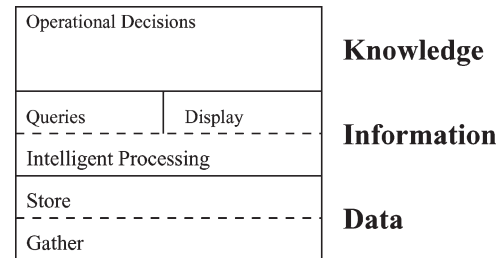 Operational Decisions
Knowledge
Queries
Display
Information
Intelligent Processing
Store
Data
Gather